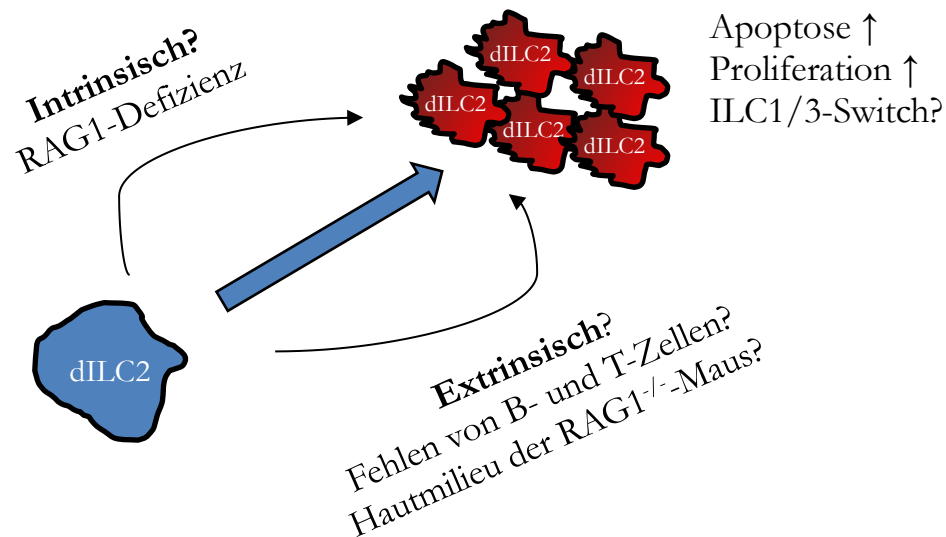 Intrinsisch?
RAG1-Defizienz
dILC2
dILC2
dILC2
dILC2
dILC2
Apoptose ↑
Proliferation ↑
ILC1/3-Switch?
dILC2
Extrinsisch?
Fehlen von B- und T-Zellen?
Hautmilieu der RAG1⁻/⁻-Maus?